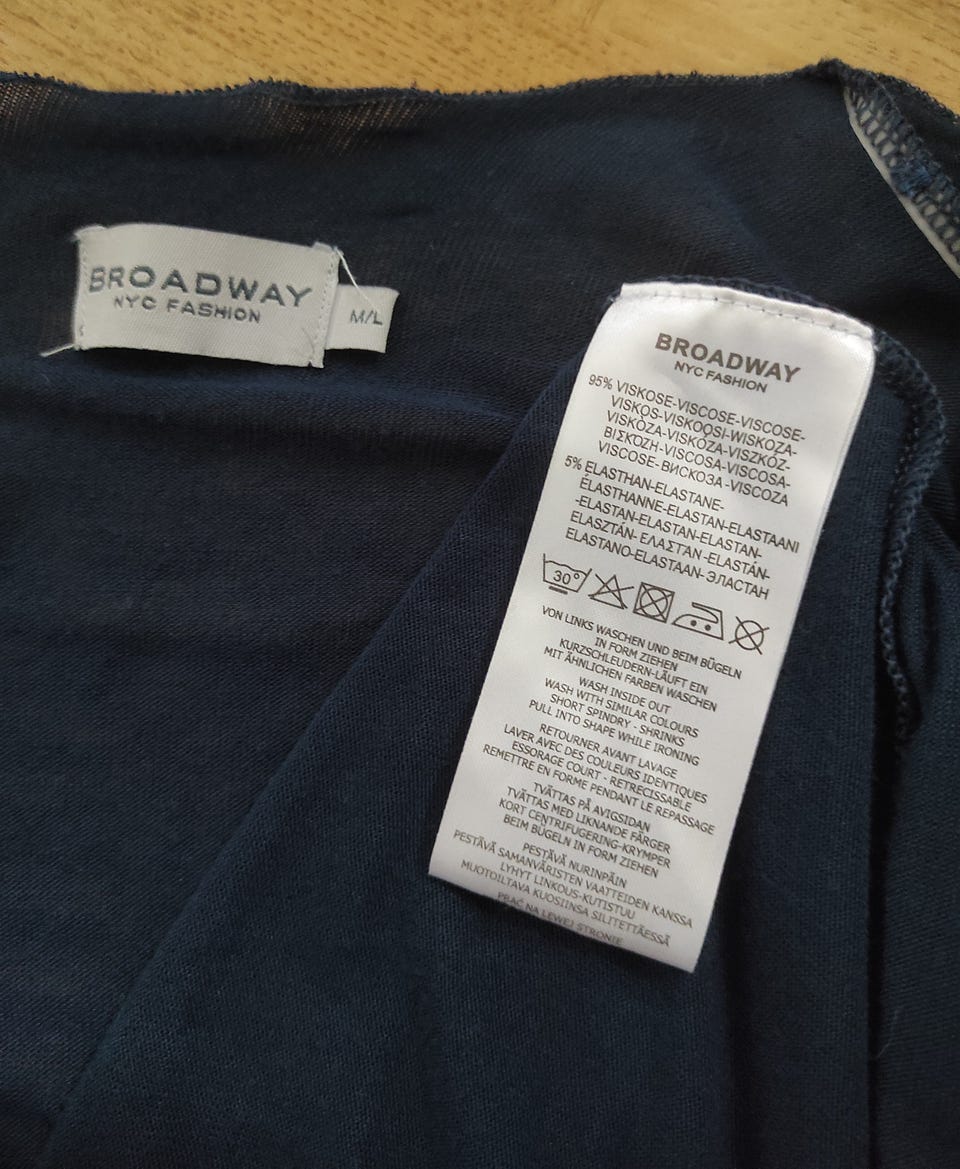 BROADWAY
NYC FASHION
M/L
BROADWAY
NYC FASHION
95% VISKOSE-VISCOSE-VISCOSE-
VISKOS-VISKOOSI-WISKOZA-
VISKÒZA-VISKÓZA-VISZKÓZ-
ΒΙΣΚΌΖΗ-VISCOSA-VISCOSA-
VISCOSE-ВИСКОЗА-VISCOZA
5% ELASTHAN-ELASTANE-
ÉLASTHANNE-ELASTAN-ELASTAANI
-ELASTAN-ELASTAN-ELASTAN-
ELASZTÁN- ΕΛΑΣΤΑΝ -ELASTÁN-
ELASTANO-ELASTAAN-ЭЛАСТАН
30°
VON LINKS WASCHEN UND BEIM BÜGELN
IN FORM ZIEHEN
KURZSCHLEUDERN-LÄUFT EIN
MIT ÄHNLICHEN FARBEN WASCHEN
WASH INSIDE OUT
WASH WITH SIMILAR COLOURS
SHORT SPINDRY - SHRINKS
PULL INTO SHAPE WHILE IRONING
RETOURNER AVANT LAVAGE
LAVER AVEC DES COULEURS IDENTIQUES
ESSORAGE COURT - RETRECISSABLE
REMETTRE EN FORME PENDANT LE REPASSAGE
TVÄTTAS PÅ AVIGSIDAN
TVÄTTAS MED LIKNANDE FÄRGER
KORT CENTRIFUGERING-KRYMPER
BEIM BÜGELN IN FORM ZIEHEN
PESTÄVÄ NURINPÄIN
PESTÄVÄ SAMANVÄRISTEN VAATTEIDEN KANSSA
LYHYT LINKOUS-KUTISTUU
MUOTOILTAVA KUOSIINSA SILITETTÄESSÄ
PRAĆ NA LEWEJ STRONIE